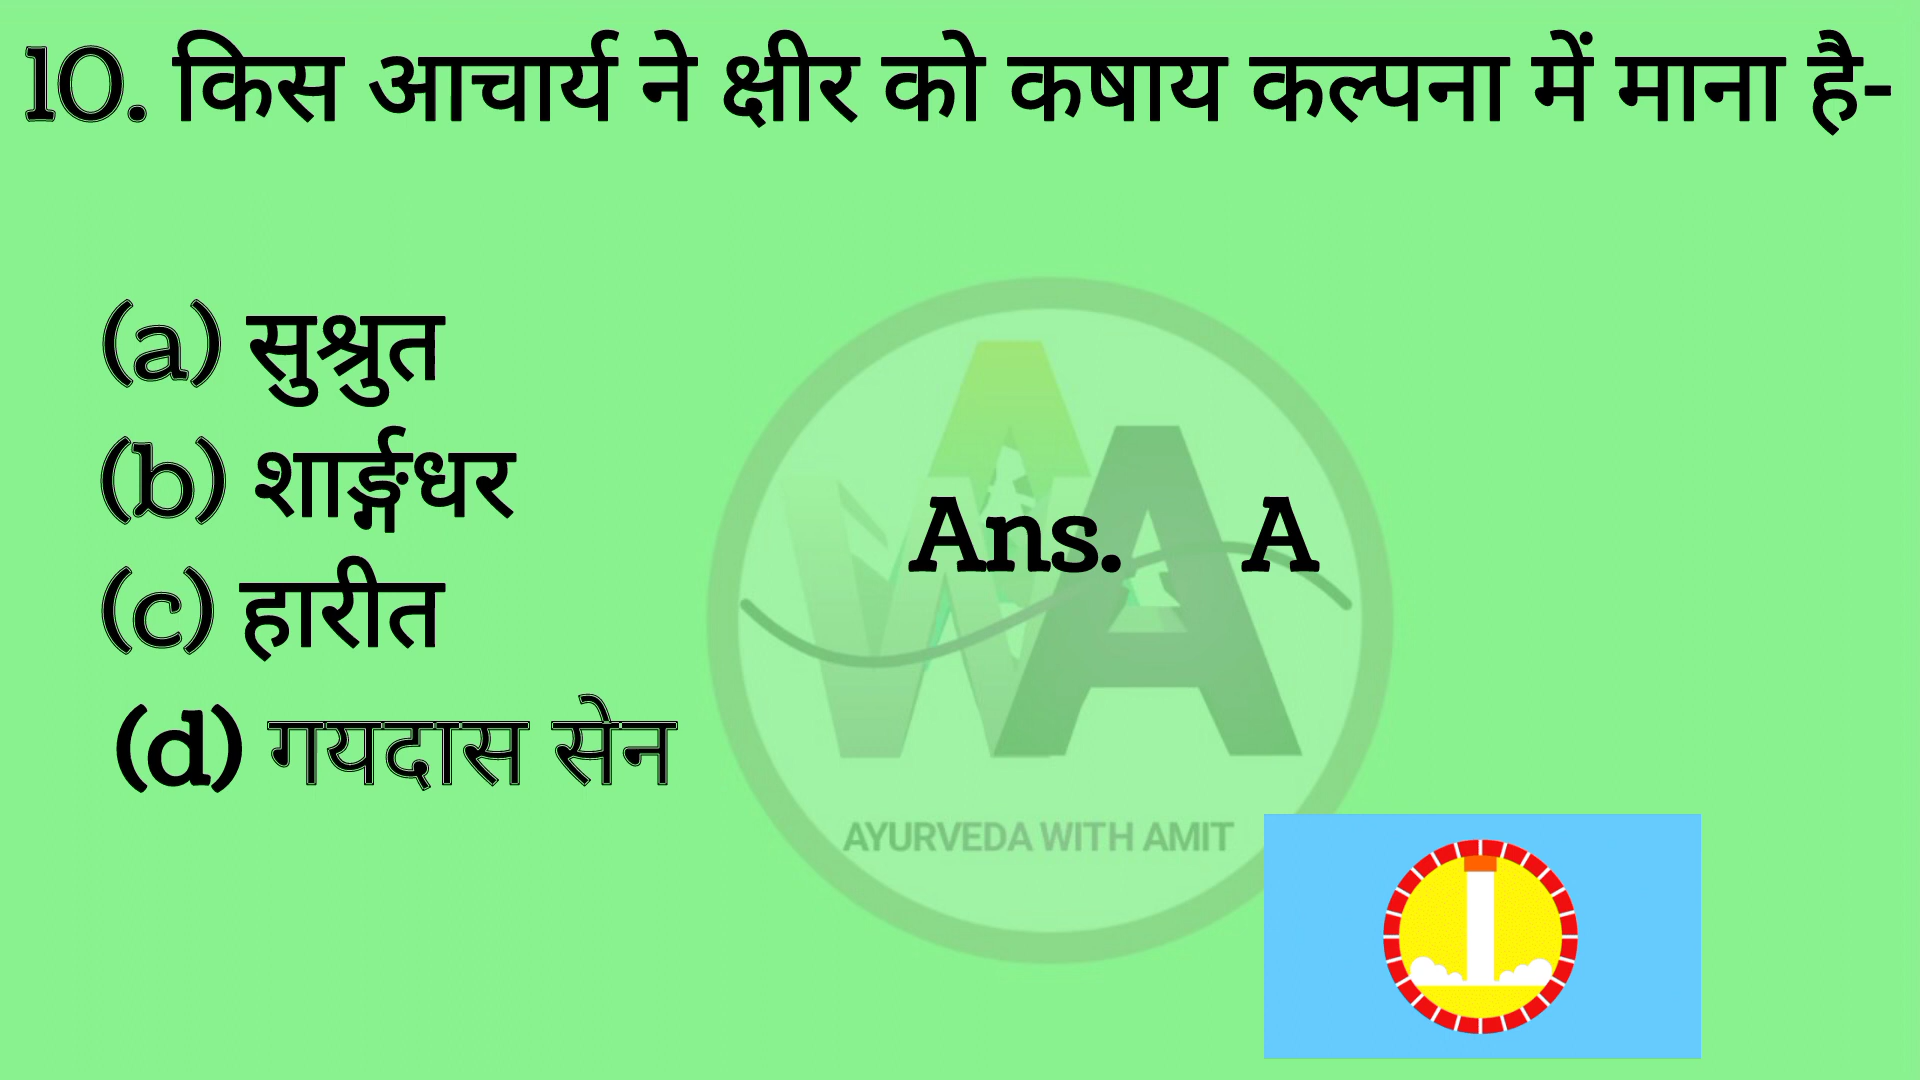 10. किस आचार्य ने क्षीर को कषाय कल्पना में माना है-
(a) सुश्रुत
(b) शार्ङ्गधर
(c) हारीत
(d) गयदास सेन
Ans. A
AYURVEDA WITH AMIT